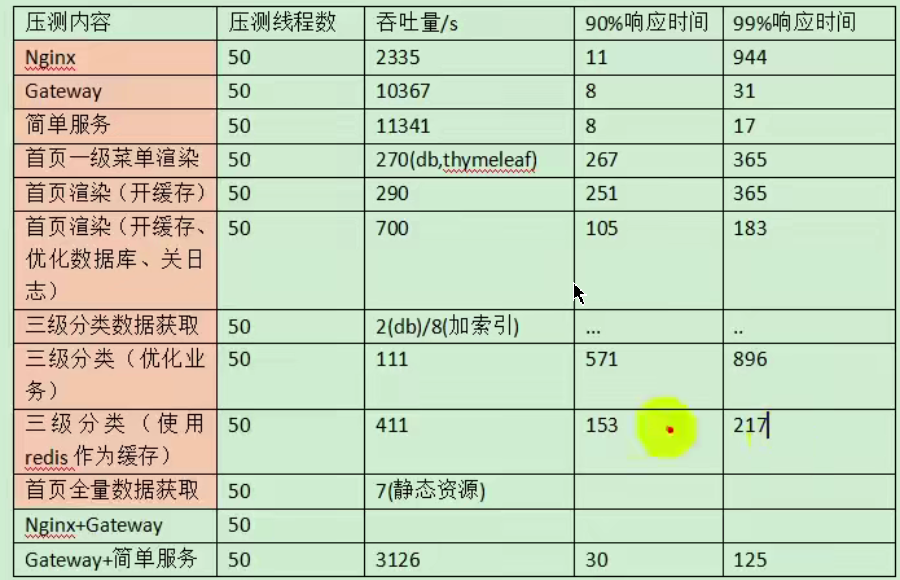 压测内容 压测线程数 吞吐量/s 90%响应时间 99%响应时间
Nginx 50 2335 11 944
Gateway 50 10367 8 31
简单服务 50 11341 8 17
首页一级菜单渲染 50 270(db,thymeleaf) 267 365
首页渲染（开缓存） 50 290 251 365
首页渲染（开缓存、 50 700 105 183
优化数据库、关日
志）
三级分类数据获取 50 2(db)/8(加索引) ... ..
三级分类（优化业 50 111 571 896
务）
三级分类（使用 50 411 153 217
redis 作为缓存）
首页全量数据获取 50 7(静态资源)
Nginx+Gateway 50
Gateway+简单服务 50 3126 30 125